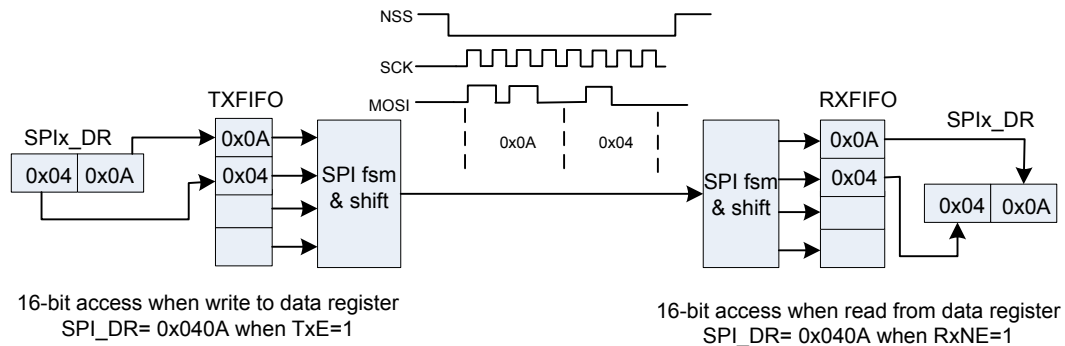 NSS
SCK
MOSI
0x0A
0x04
TXFIFO
SPIx_DR
0x04 0x0A
0x0A
0x04
SPI fsm
& shift
SPI fsm
& shift
RXFIFO
0x0A
0x04
SPIx_DR
0x04 0x0A
16-bit access when write to data register
SPI_DR= 0x040A when TxE=1
16-bit access when read from data register
SPI_DR= 0x040A when RxNE=1